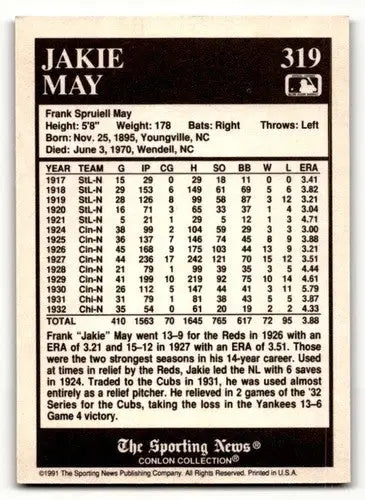 JAKIE
MAY
319
Frank Spruiell May
Height: 5'8" Weight: 178 Bats: Right Throws: Left
Born: Nov. 25, 1895, Youngville, NC
Died: June 3, 1970, Wendell, NC
YEAR TEAM G IP CG H SO BB W L ERA
1917 StL-N 15 29 0 29 18 11 0 0 3.41
1918 StL-N 29 153 6 149 61 69 5 6 3.82
1919 StL-N 28 126 8 99 58 87 3 12 3.21
1920 StL-N 16 71 3 65 33 37 1 4 3.04
1921 StL-N 5 21 1 29 5 12 1 3 4.71
1924 Cin-N 38 99 2 104 59 29 3 3 3.00
1925 Cin-N 36 137 7 146 74 45 8 9 3.88
1926 Cin-N 45 168 9 175 103 44 13 9 3.21
1927 Cin-N 44 236 17 242 121 70 15 12 3.51
1928 Cin-N 21 79 1 99 39 35 3 5 4.44
1929 Cin-N 41 199 10 219 92 75 10 14 4.61
1930 Cin-N 26 112 5 147 44 41 3 11 5.79
1931 Chi-N 31 79 1 81 38 43 5 5 3.87
1932 Chi-N 35 54 0 61 20 19 2 2 4.33
TOTAL 410 1563 70 1645 765 617 72 95 3.88
Frank "Jakie" May went 13–9 for the Reds in 1926 with an
ERA of 3.21 and 15–12 in 1927 with an ERA of 3.51. Those
were the two strongest seasons in his 14-year career. Used
at times in relief by the Reds, Jakie led the NL with 6 saves
in 1924. Traded to the Cubs in 1931, he was used almost
entirely as a relief pitcher. He relieved in 2 games of the '32
Series for the Cubs, taking the loss in the Yankees 13–6
Game 4 victory.
The Sporting News®
CONLON COLLECTION®
©1991 The Sporting News Publishing Company. All Rights Reserved. Printed in U.S.A.